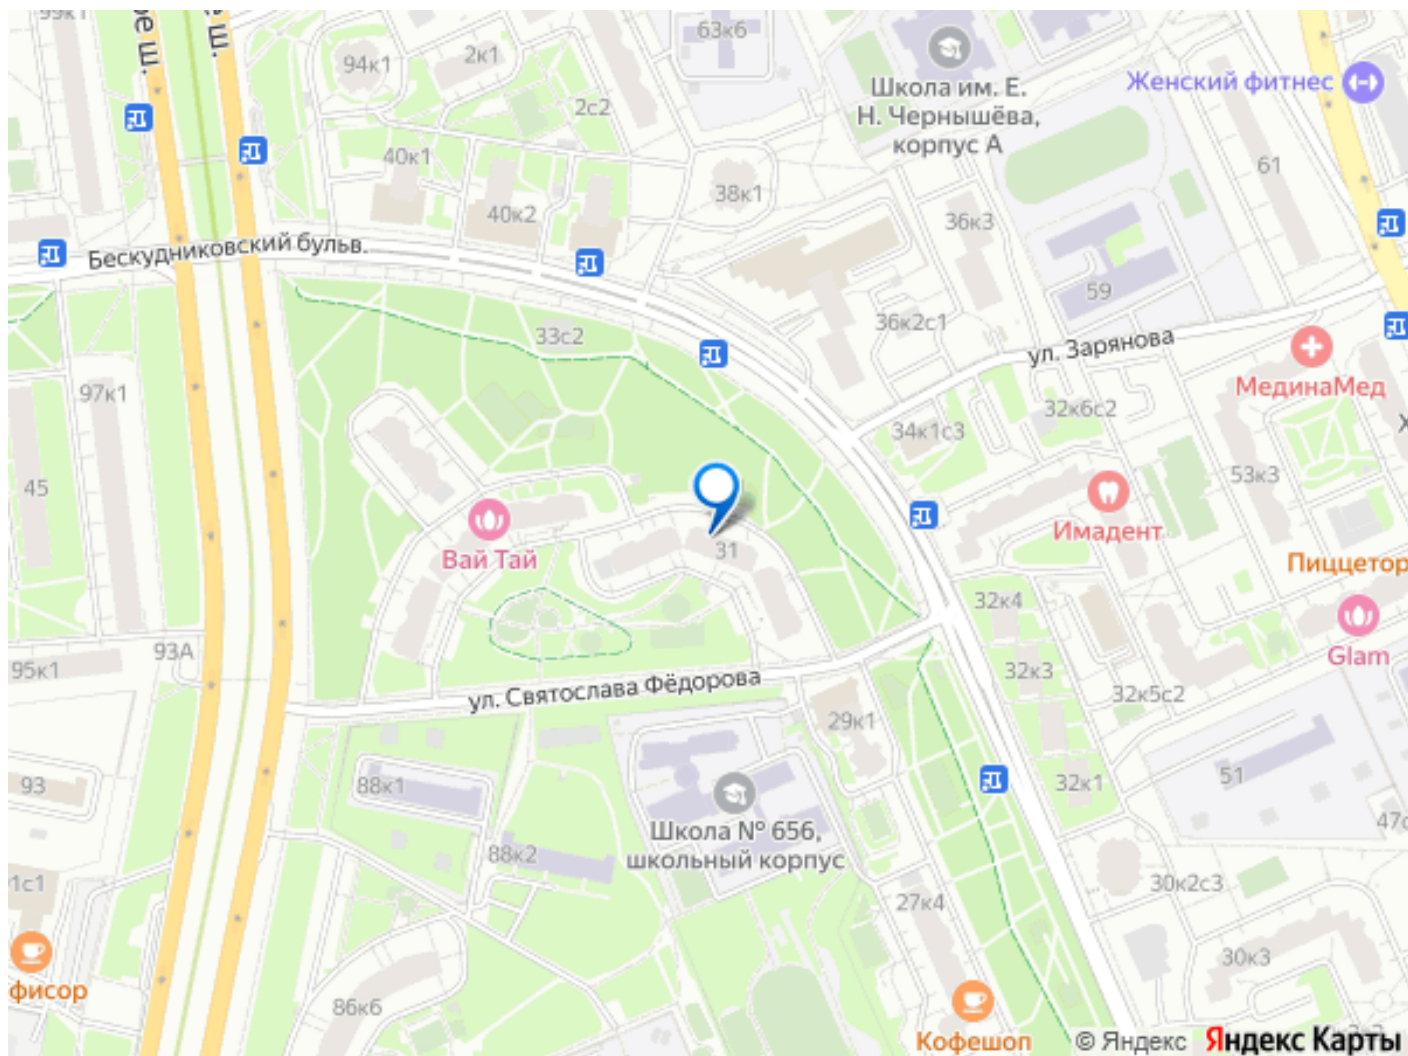 99к1
ое ш.
ш.
94к1
2к1
63к6
2с2
Школа им. Е.
Н. Чернышёва,
корпус А
Женский фитнес
40к1
40к2
38к1
36к3
61
Бескудниковский бульв.
59
33с2
36к2с1
ул. Зарянова
МединаМед
97к1
34к1с3
32к6с2
45
53к3
Вай Тай
31
Имадент
Пиццетор
32к4
93А
95к1
32к3
Glam
ул. Святослава Фёдорова
32к5с2
29к1
93
88к1
51
32к1
Школа № 656,
школьный корпус
47с
88к2
1с1
30к2с3
27к4
30к3
фисор
86к6
Кофешоп
© Яндекс Яндекс Карты